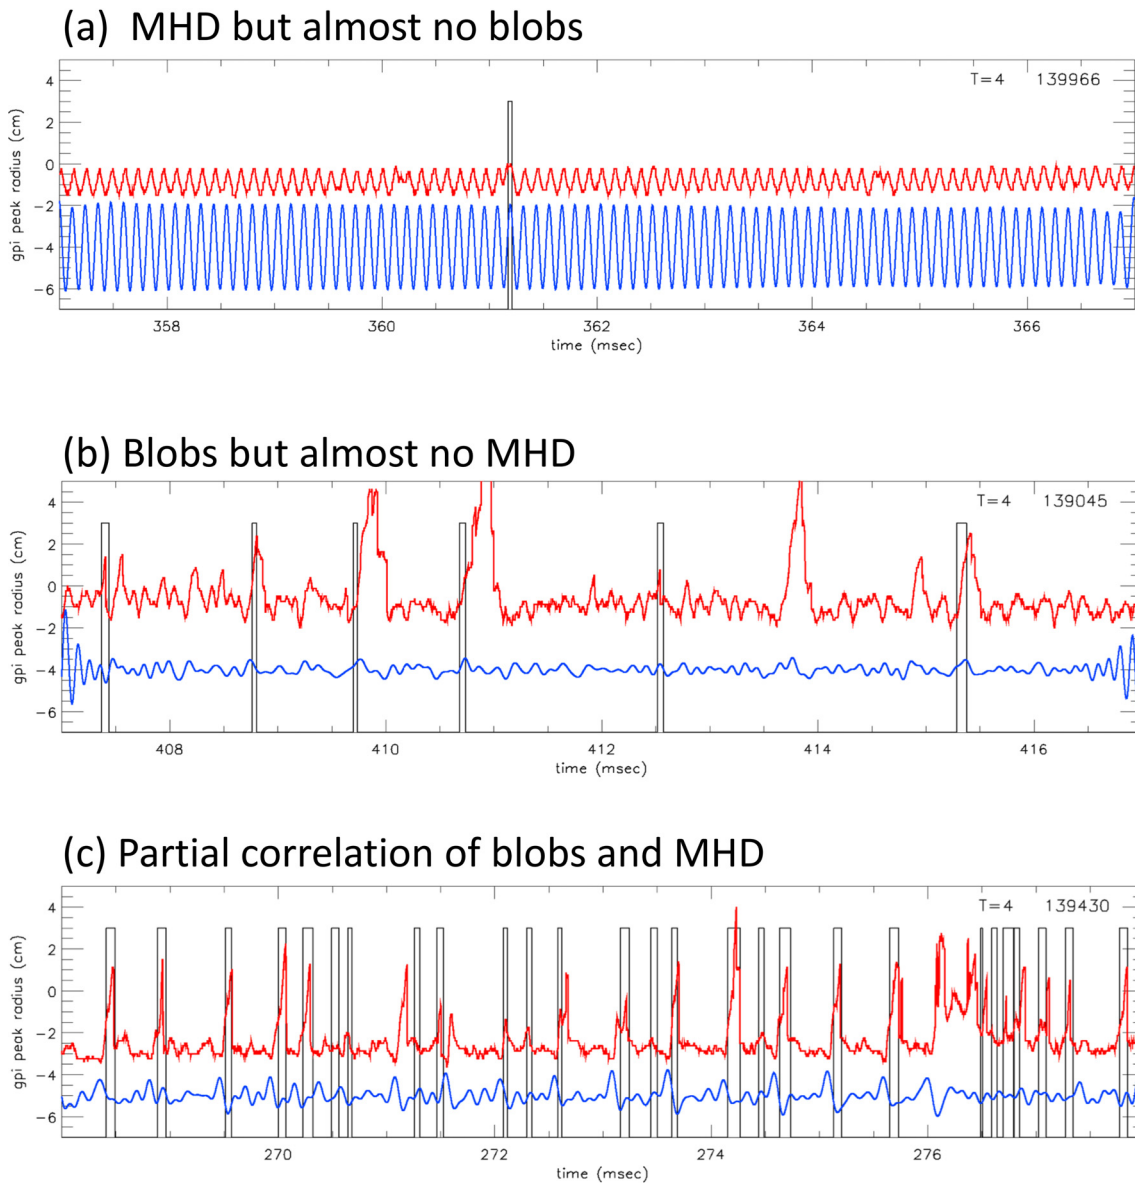 (a) MHD but almost no blobs
T=4 139966
4
2
0
−2
−4
−6
gpi peak radius (cm)
358 360 362 364 366
time (msec)
(b) Blobs but almost no MHD
T=4 139045
4
2
0
−2
−4
−6
gpi peak radius (cm)
408 410 412 414 416
time (msec)
(c) Partial correlation of blobs and MHD
T=4 139430
4
2
0
−2
−4
−6
gpi peak radius (cm)
270 272 274 276
time (msec)